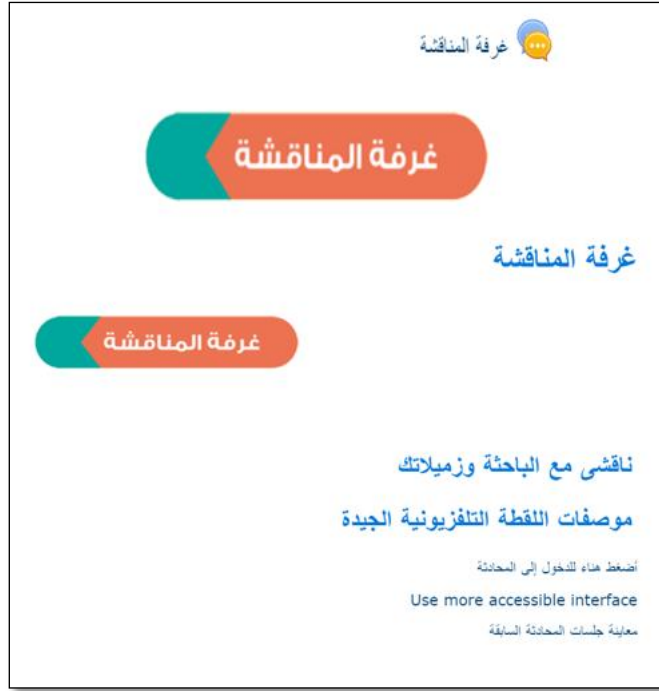 غرفة المناقشة
غرفة المناقشة
غرفة المناقشة
غرفة المناقشة
ناقشى مع الباحثة وزميلاتك
موصفات اللقطة التلفزيونية الجيدة
أضغط هناء للدخول إلى المحادثة
Use more accessible interface
معاينة جلسات المحادثة السابقة